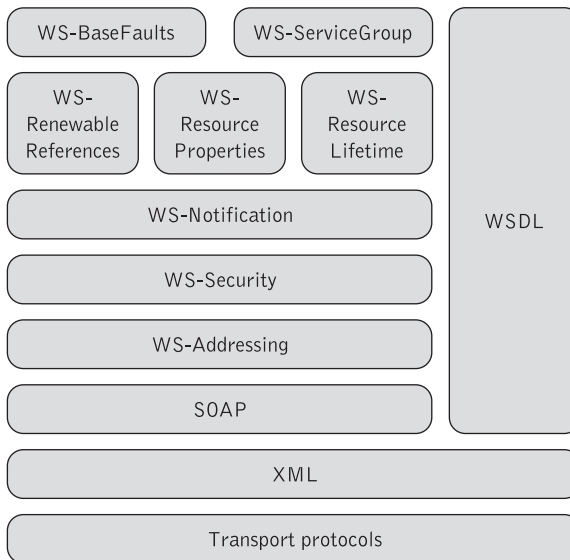 WS-BaseFaults
WS-ServiceGroup
WS-
Renewable
References
WS-
Resource
Properties
WS-
Resource
Lifetime
WS-Notification
WSDL
WS-Security
WS-Addressing
SOAP
XML
Transport protocols